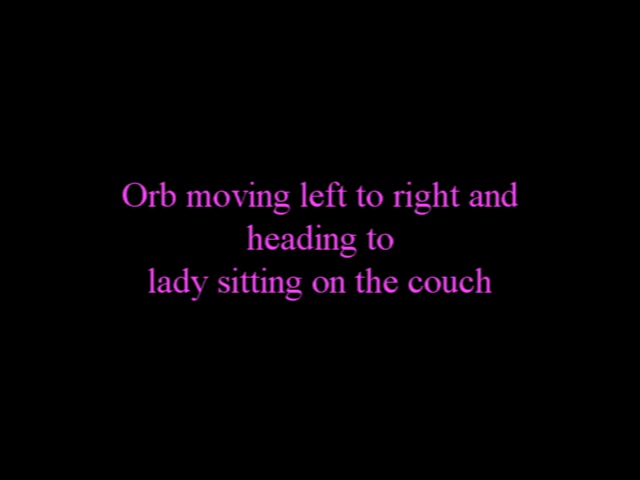 Orb moving left to right and
heading to
lady sitting on the couch